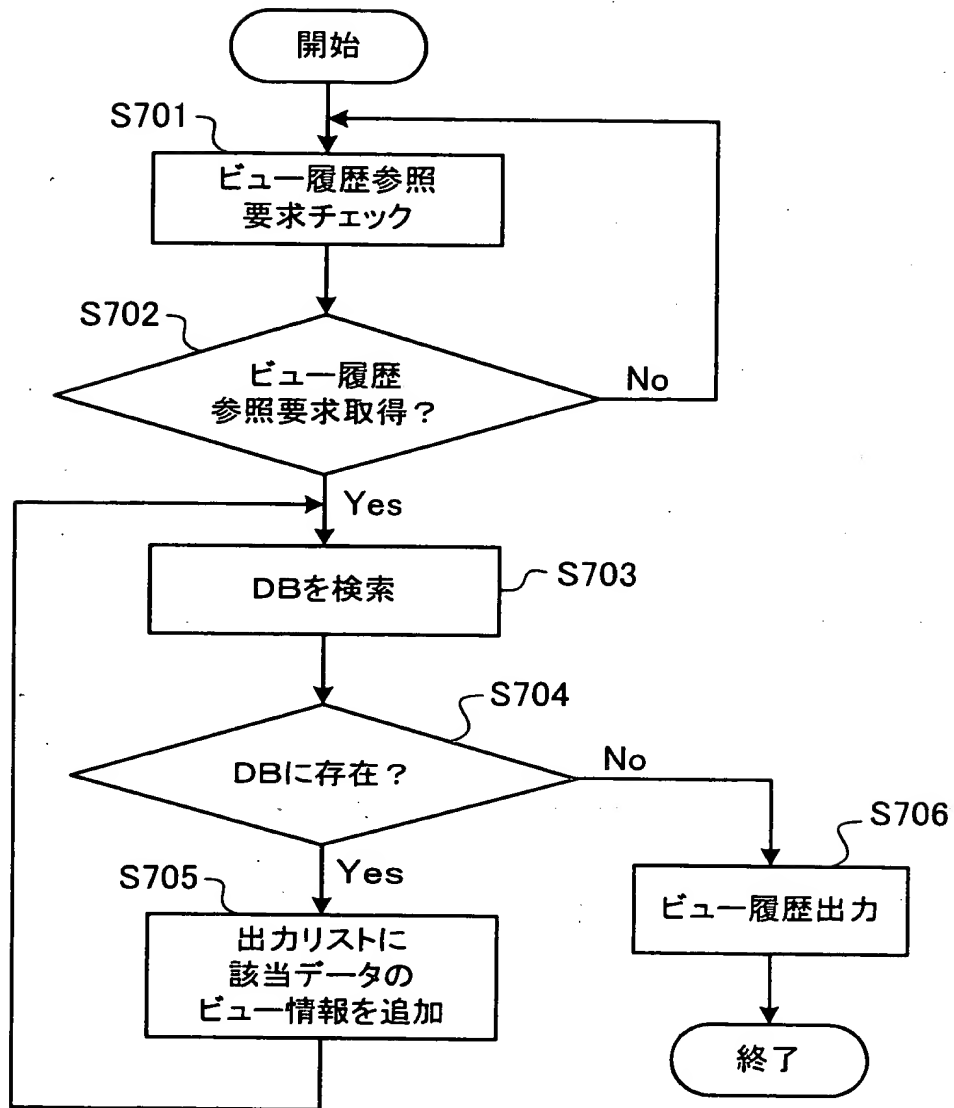 開始
S701
ビュー履歴参照
要求チェック
S702
ビュー履歴
参照要求取得？
No
Yes
DBを検索
S703
S704
DBに存在？
No
S706
S705
Yes
ビュー履歴出力
出力リストに
該当データの
ビュー情報を追加
終了